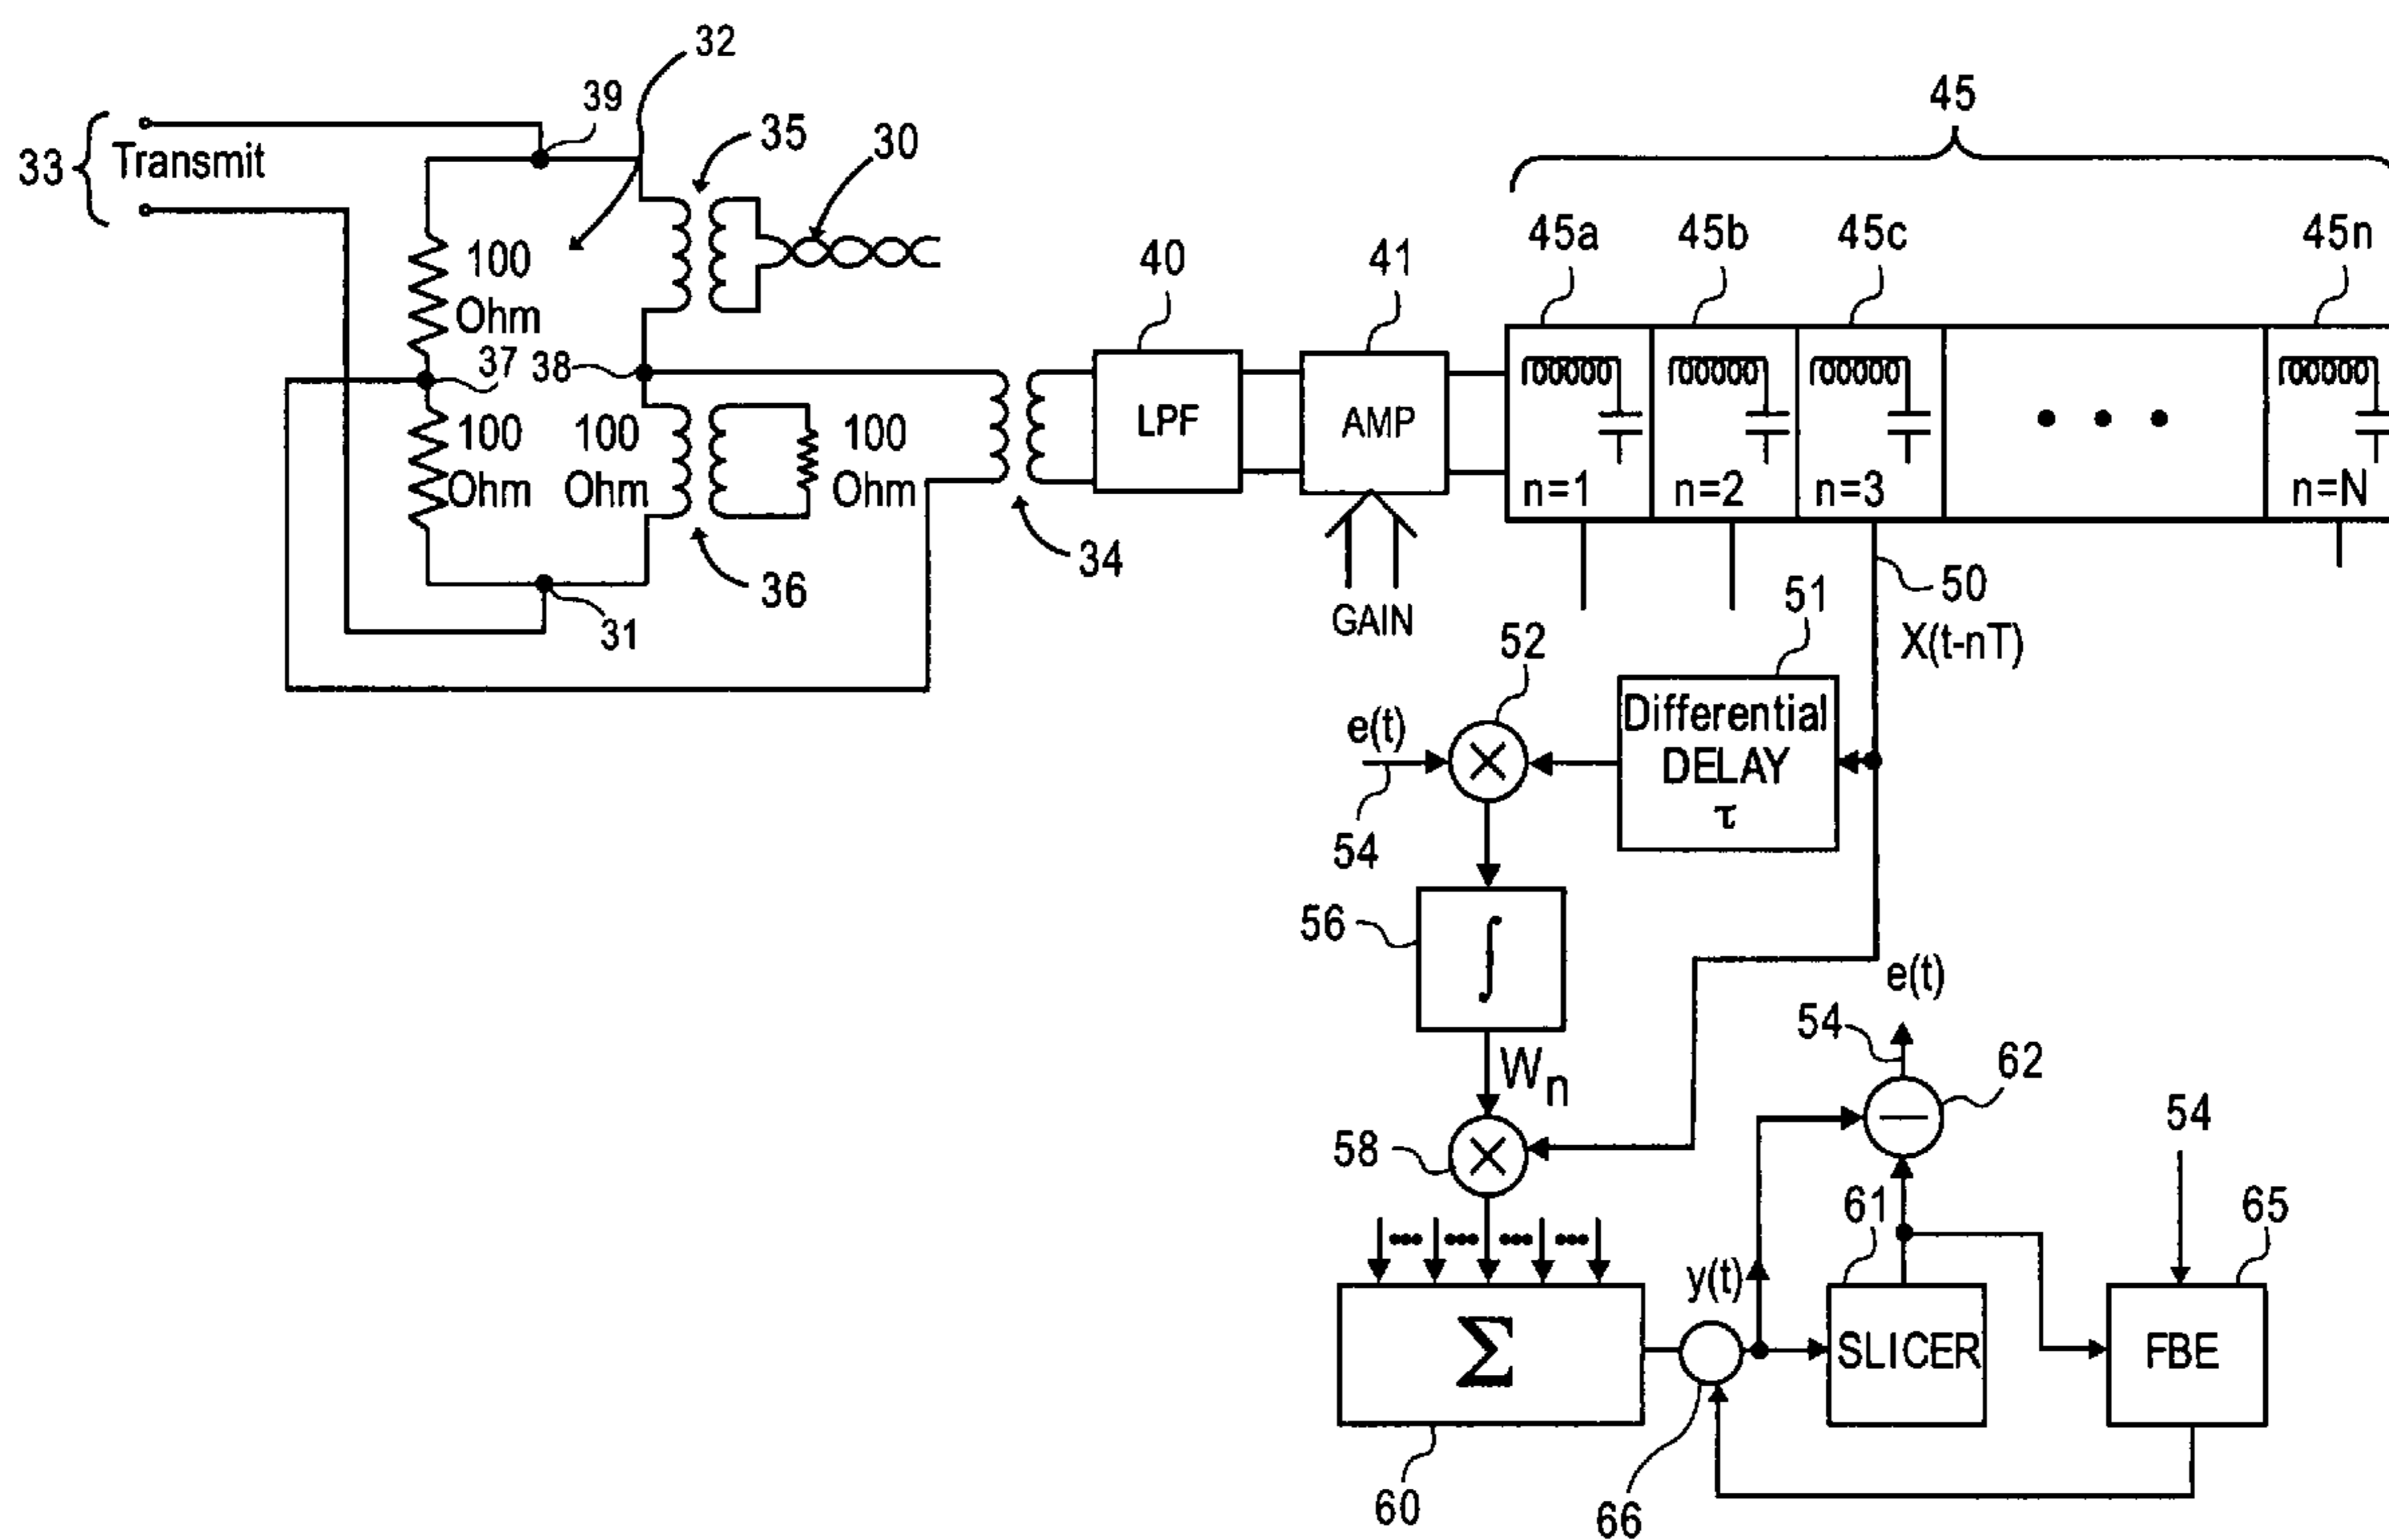 32
39
33
Transmit
35
30
45
45a
45b
45c
45n
40
41
100
Ohm
37
38
100
Ohm
100
Ohm
100
Ohm
LPF
AMP
n=1
n=2
n=3
n=N
34
36
31
GAIN
50
X(t-nT)
51
52
e(t)
54
Differential
DELAY
τ
56
∫
Wn
e(t)
54
62
54
58
61
65
y(t)
Σ
SLICER
FBE
60
66